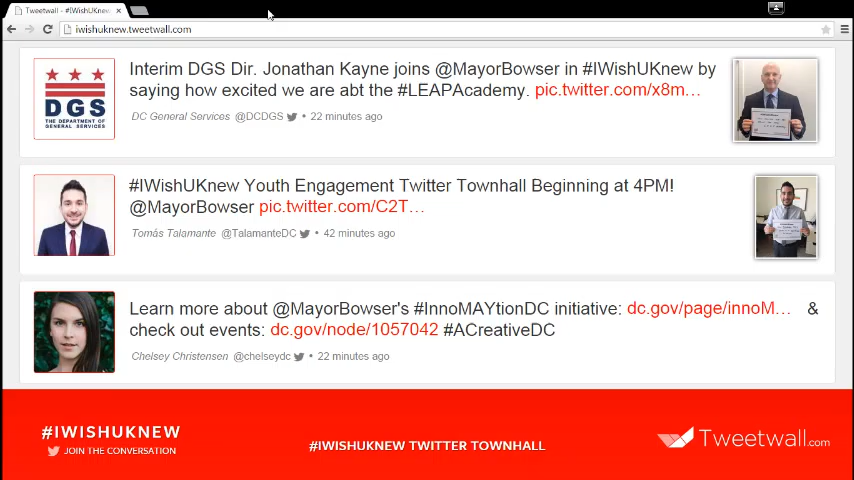 Tweetwall - #IWishUKnew
iwishuknew.tweetwall.com
Interim DGS Dir. Jonathan Kayne joins @MayorBowser in #IWishUKnew by
saying how excited we are abt the #LEAPAcademy. pic.twitter.com/x8m…
DC General Services @DCDGS • 22 minutes ago
DGS
THE DEPARTMENT OF
GENERAL SERVICES
#IWishUKnew Youth Engagement Twitter Townhall Beginning at 4PM!
@MayorBowser pic.twitter.com/C2T…
Tomás Talamante @TalamanteDC • 42 minutes ago
Learn more about @MayorBowser's #InnoMAYtionDC initiative: dc.gov/page/innoM… &
check out events: dc.gov/node/1057042 #ACreativeDC
Chelsey Christensen @chelseydc • 22 minutes ago
#IWISHUKNEW
JOIN THE CONVERSATION
#IWISHUKNEW TWITTER TOWNHALL
Tweetwall.com